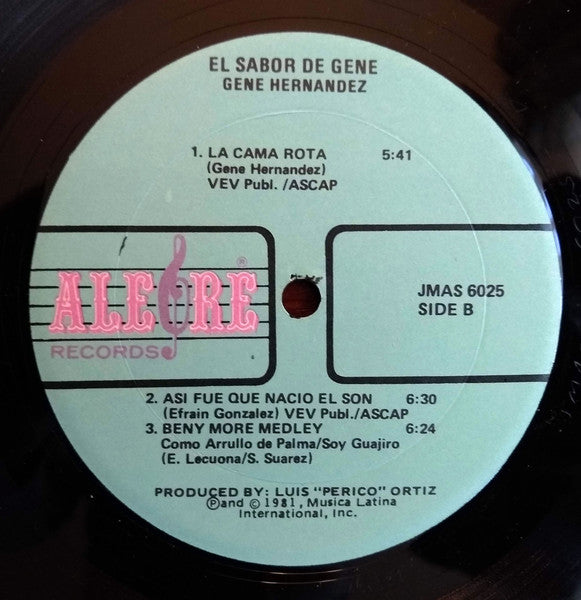 EL SABOR DE GENE
GENE HERNANDEZ
1. LA CAMA ROTA 5:41
(Gene Hernandez)
VEV Publ. /ASCAP
ALEGRE®
RECORDS
JMAS 6025
SIDE B
2. ASI FUE QUE NACIO EL SON 6:30
(Efrain Gonzalez) VEV Publ./ASCAP
3. BENY MORE MEDLEY 6:24
Como Arrullo de Palma/Soy Guajiro
(E. Lecuona/S. Suarez)
PRODUCED BY: LUIS "PERICO" ORTIZ
℗and ©1981, Musica Latina
International, Inc.